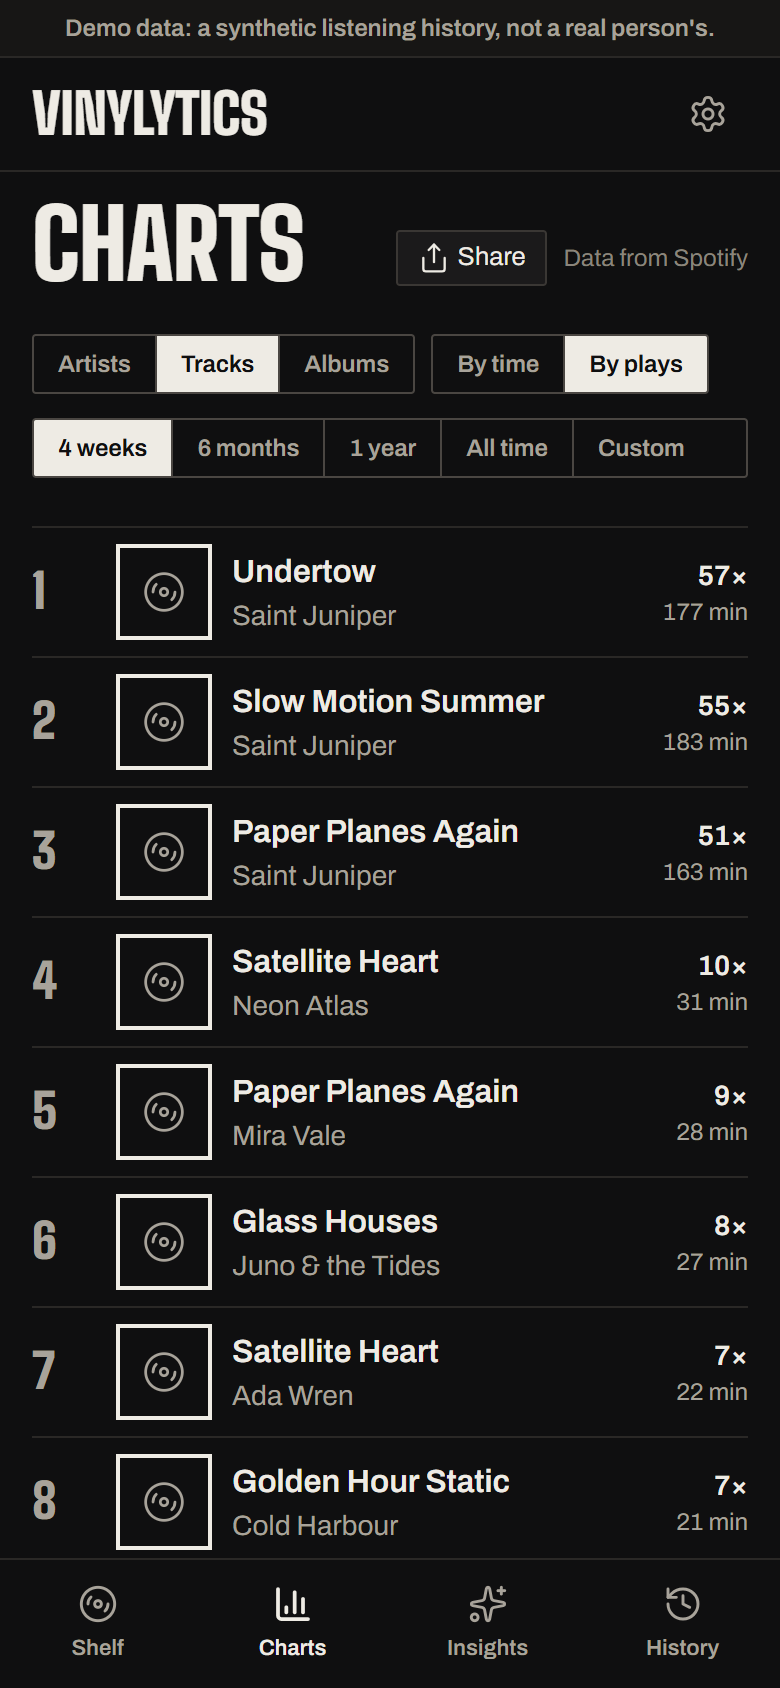 Demo data: a synthetic listening history, not a real person's.
VINYLYTICS
CHARTS
Share
Data from Spotify
Artists Tracks Albums By time By plays
4 weeks 6 months 1 year All time Custom
1 Undertow 57×
Saint Juniper 177 min
2 Slow Motion Summer 55×
Saint Juniper 183 min
3 Paper Planes Again 51×
Saint Juniper 163 min
4 Satellite Heart 10×
Neon Atlas 31 min
5 Paper Planes Again 9×
Mira Vale 28 min
6 Glass Houses 8×
Juno & the Tides 27 min
7 Satellite Heart 7×
Ada Wren 22 min
8 Golden Hour Static 7×
Cold Harbour 21 min
Shelf Charts Insights History